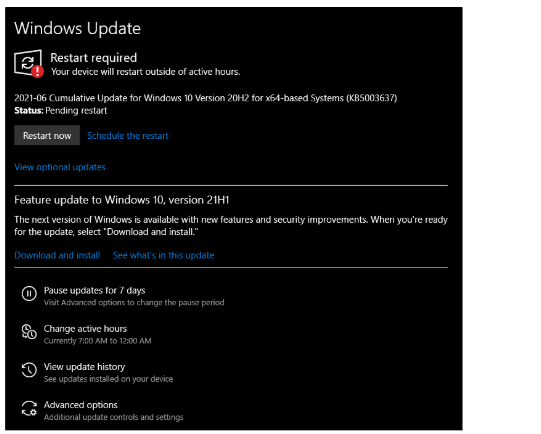 Windows Update
Restart required
Your device will restart outside of active hours.
2021-06 Cumulative Update for Windows 10 Version 20H2 for x64-based Systems (KB5003637)
Status: Pending restart
Restart now Schedule the restart
View optional updates
Feature update to Windows 10, version 21H1
The next version of Windows is available with new features and security improvements. When you're ready
for the update, select "Download and install."
Download and install See what's in this update
Pause updates for 7 days
Visit Advanced options to change the pause period
Change active hours
Currently 7:00 AM to 12:00 AM
View update history
See updates installed on your device
Advanced options
Additional update controls and settings